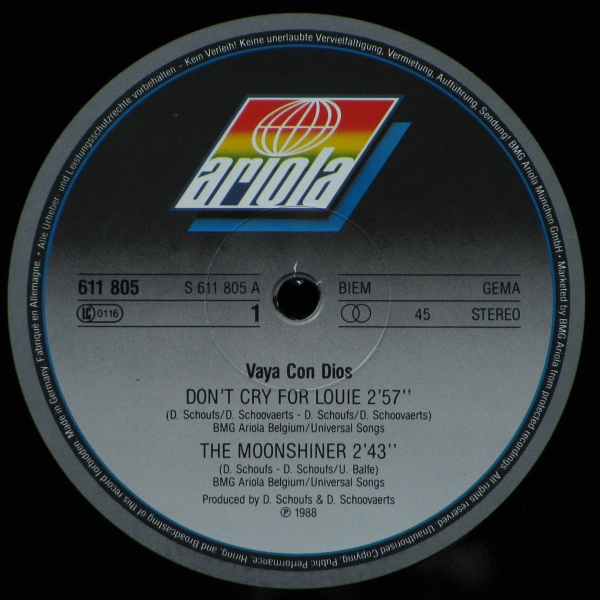 Alle Urheber- und Leistungsschutzrechte vorbehalten – Kein Verleih! Keine unerlaubte Vervielfältigung, Vermietung, Aufführung, Sendung! BMG Ariola München GmbH • Marketed by BMG Ariola from protected recordings. All rights reserved. Unauthorised Copying, Public Performance, Hiring, and Broadcasting of this record forbidden Made in Germany Fabriqué en Allemagne. •
ariola
611 805 S 611 805 A BIEM GEMA
LC 0116 1 45 STEREO
Vaya Con Dios
DON'T CRY FOR LOUIE 2'57''
(D. Schoufs/D. Schoovaerts - D. Schoufs/D. Schoovaerts)
BMG Ariola Belgium/Universal Songs
THE MOONSHINER 2'43''
(D. Schoufs - D. Schoufs/U. Balfe)
BMG Ariola Belgium/Universal Songs
Produced by D. Schoufs & D. Schoovaerts
Ⓟ 1988